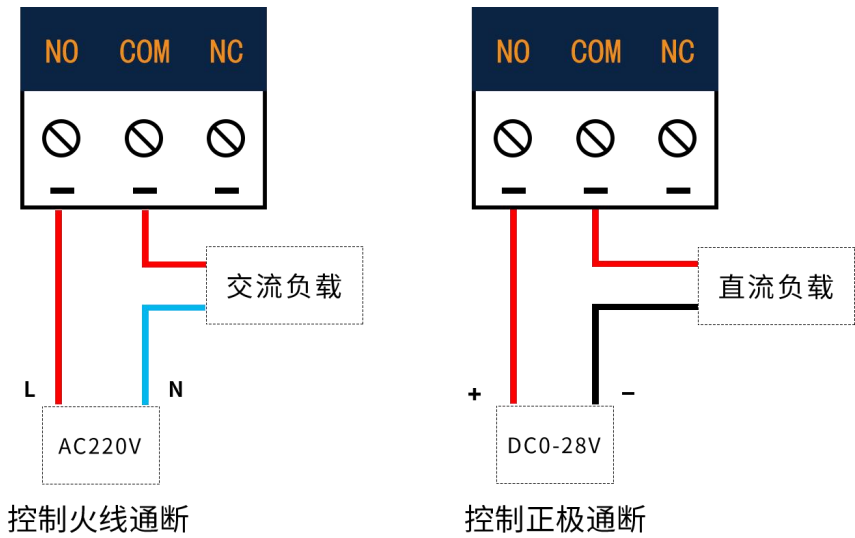 NO COM NC
交流负载
L N
AC220V
控制火线通断
NO COM NC
直流负载
+ −
DC0-28V
控制正极通断